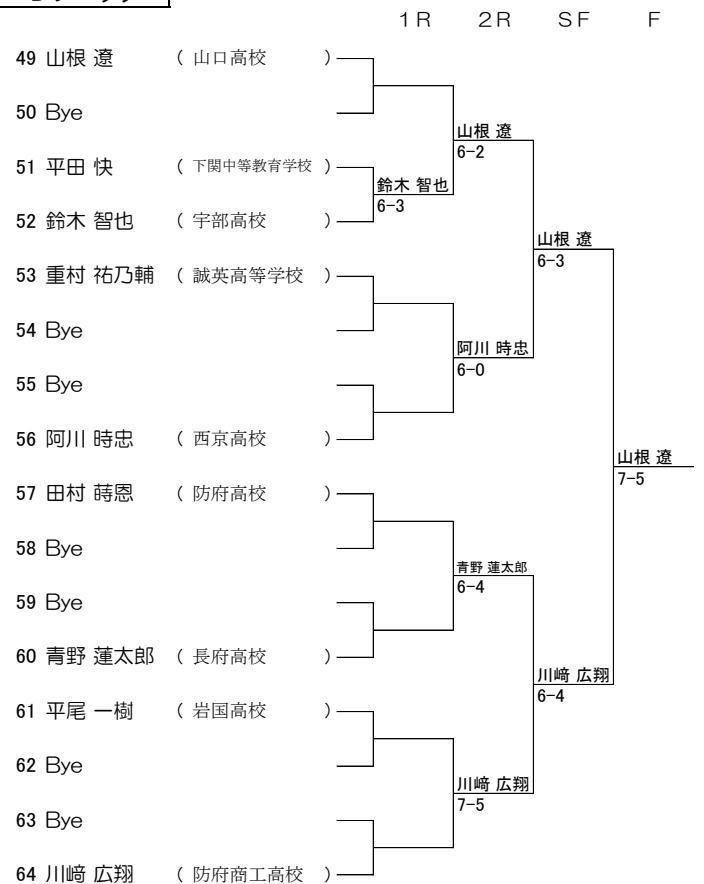 1R 2R SF F
49 山根 遼 ( 山口高校 )
50 Bye
山根 遼
6-2
51 平田 快 ( 下関中等教育学校 )
鈴木 智也
6-3
52 鈴木 智也 ( 宇部高校 )
山根 遼
6-3
53 重村 祐乃輔 ( 誠英高等学校 )
54 Bye
阿川 時忠
6-0
55 Bye
56 阿川 時忠 ( 西京高校 )
山根 遼
7-5
57 田村 蒔恩 ( 防府高校 )
58 Bye
青野 蓮太郎
6-4
59 Bye
60 青野 蓮太郎 ( 長府高校 )
川﨑 広翔
6-4
61 平尾 一樹 ( 岩国高校 )
62 Bye
川﨑 広翔
7-5
63 Bye
64 川﨑 広翔 ( 防府商工高校 )